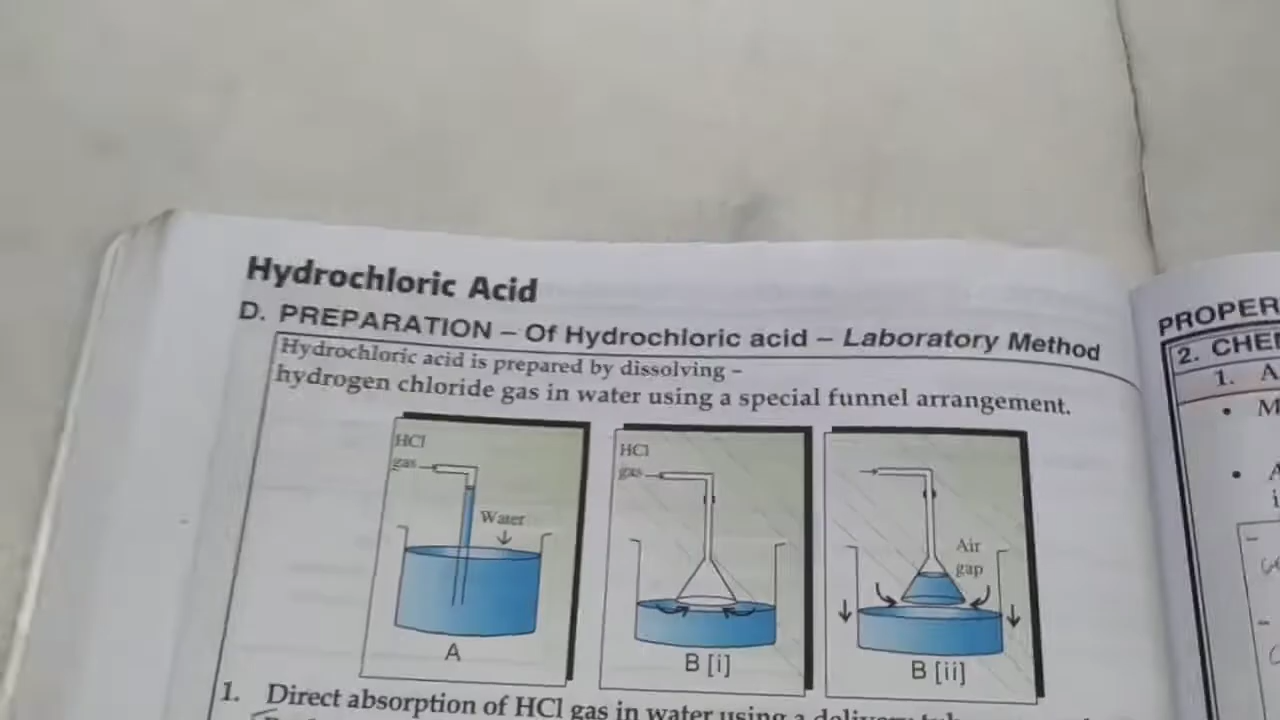 Hydrochloric Acid
D. PREPARATION – Of Hydrochloric acid – Laboratory Method
Hydrochloric acid is prepared by dissolving –
hydrogen chloride gas in water using a special funnel arrangement.
HCl
gas
Water
A
HCl
gas
B [i]
Air
gap
B [ii]
1. Direct absorption of HCl gas in water using a
PROPER
2. CHE
1. A
• M
• A
i